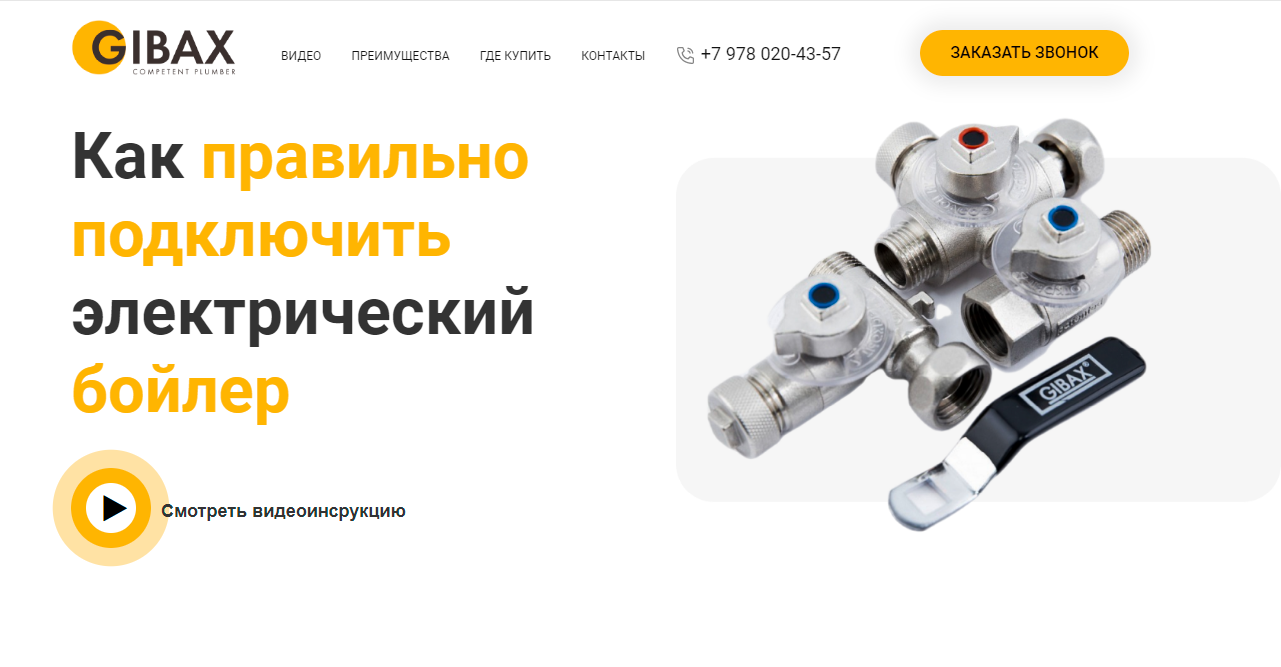 GIBAX
COMPETENT PLUMBER
ВИДЕО
ПРЕИМУЩЕСТВА
ГДЕ КУПИТЬ
КОНТАКТЫ
+7 978 020-43-57
ЗАКАЗАТЬ ЗВОНОК
Как правильно
подключить
электрический
бойлер
Смотреть видеоинсрукцию
GIBAX®